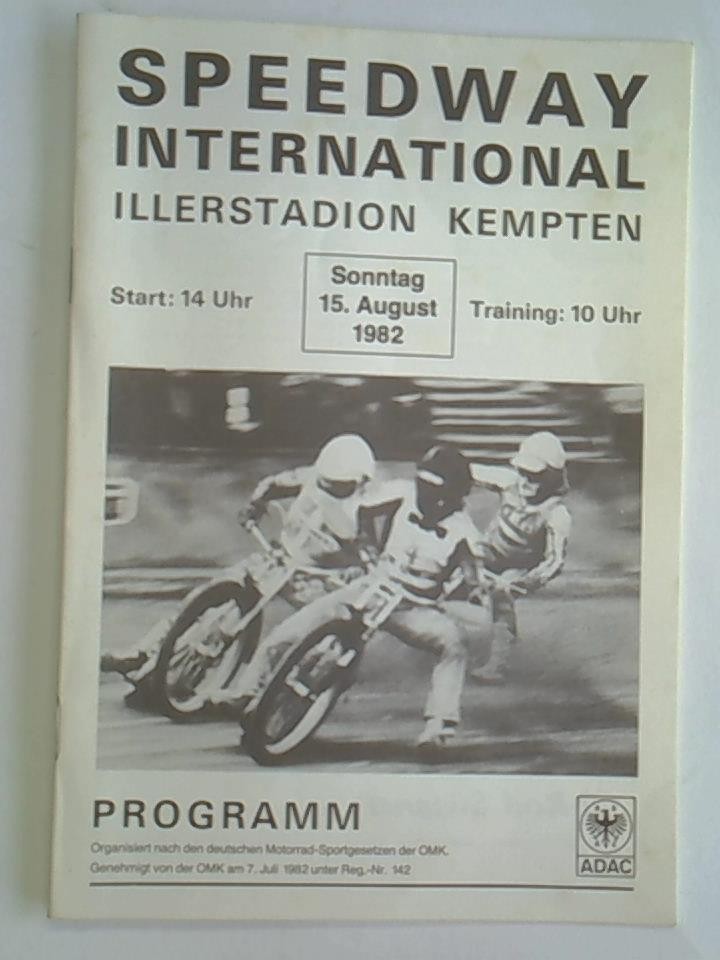 SPEEDWAY
INTERNATIONAL
ILLERSTADION KEMPTEN
Start: 14 Uhr
Sonntag
15. August
1982
Training: 10 Uhr
PROGRAMM
Organisiert nach den deutschen Motorrad-Sportgesetzen der OMK.
Genehmigt von der OMK am 7. Juli 1982 unter Reg.-Nr. 142
ADAC